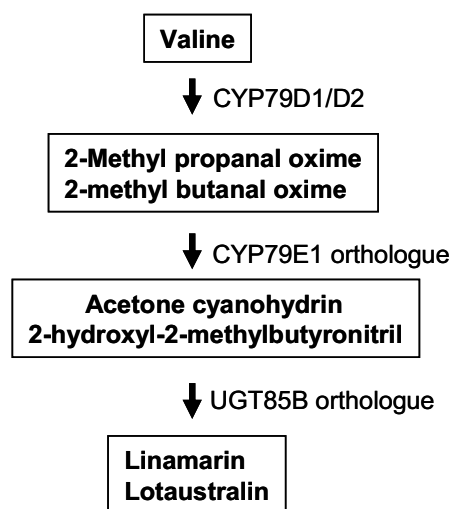 Valine
CYP79D1/D2
2-Methyl propanal oxime
2-methyl butanal oxime
CYP79E1 orthologue
Acetone cyanohydrin
2-hydroxyl-2-methylbutyronitril
UGT85B orthologue
Linamarin
Lotaustralin